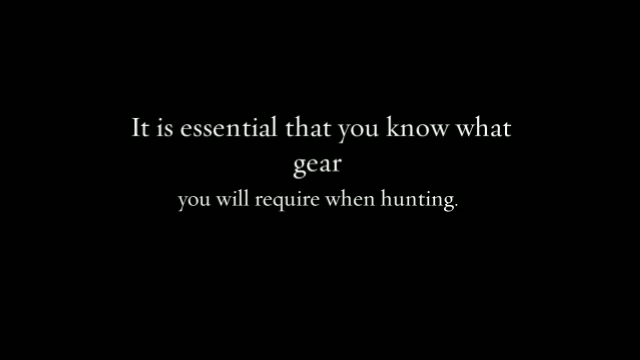 It is essential that you know what
gear
you will require when hunting.